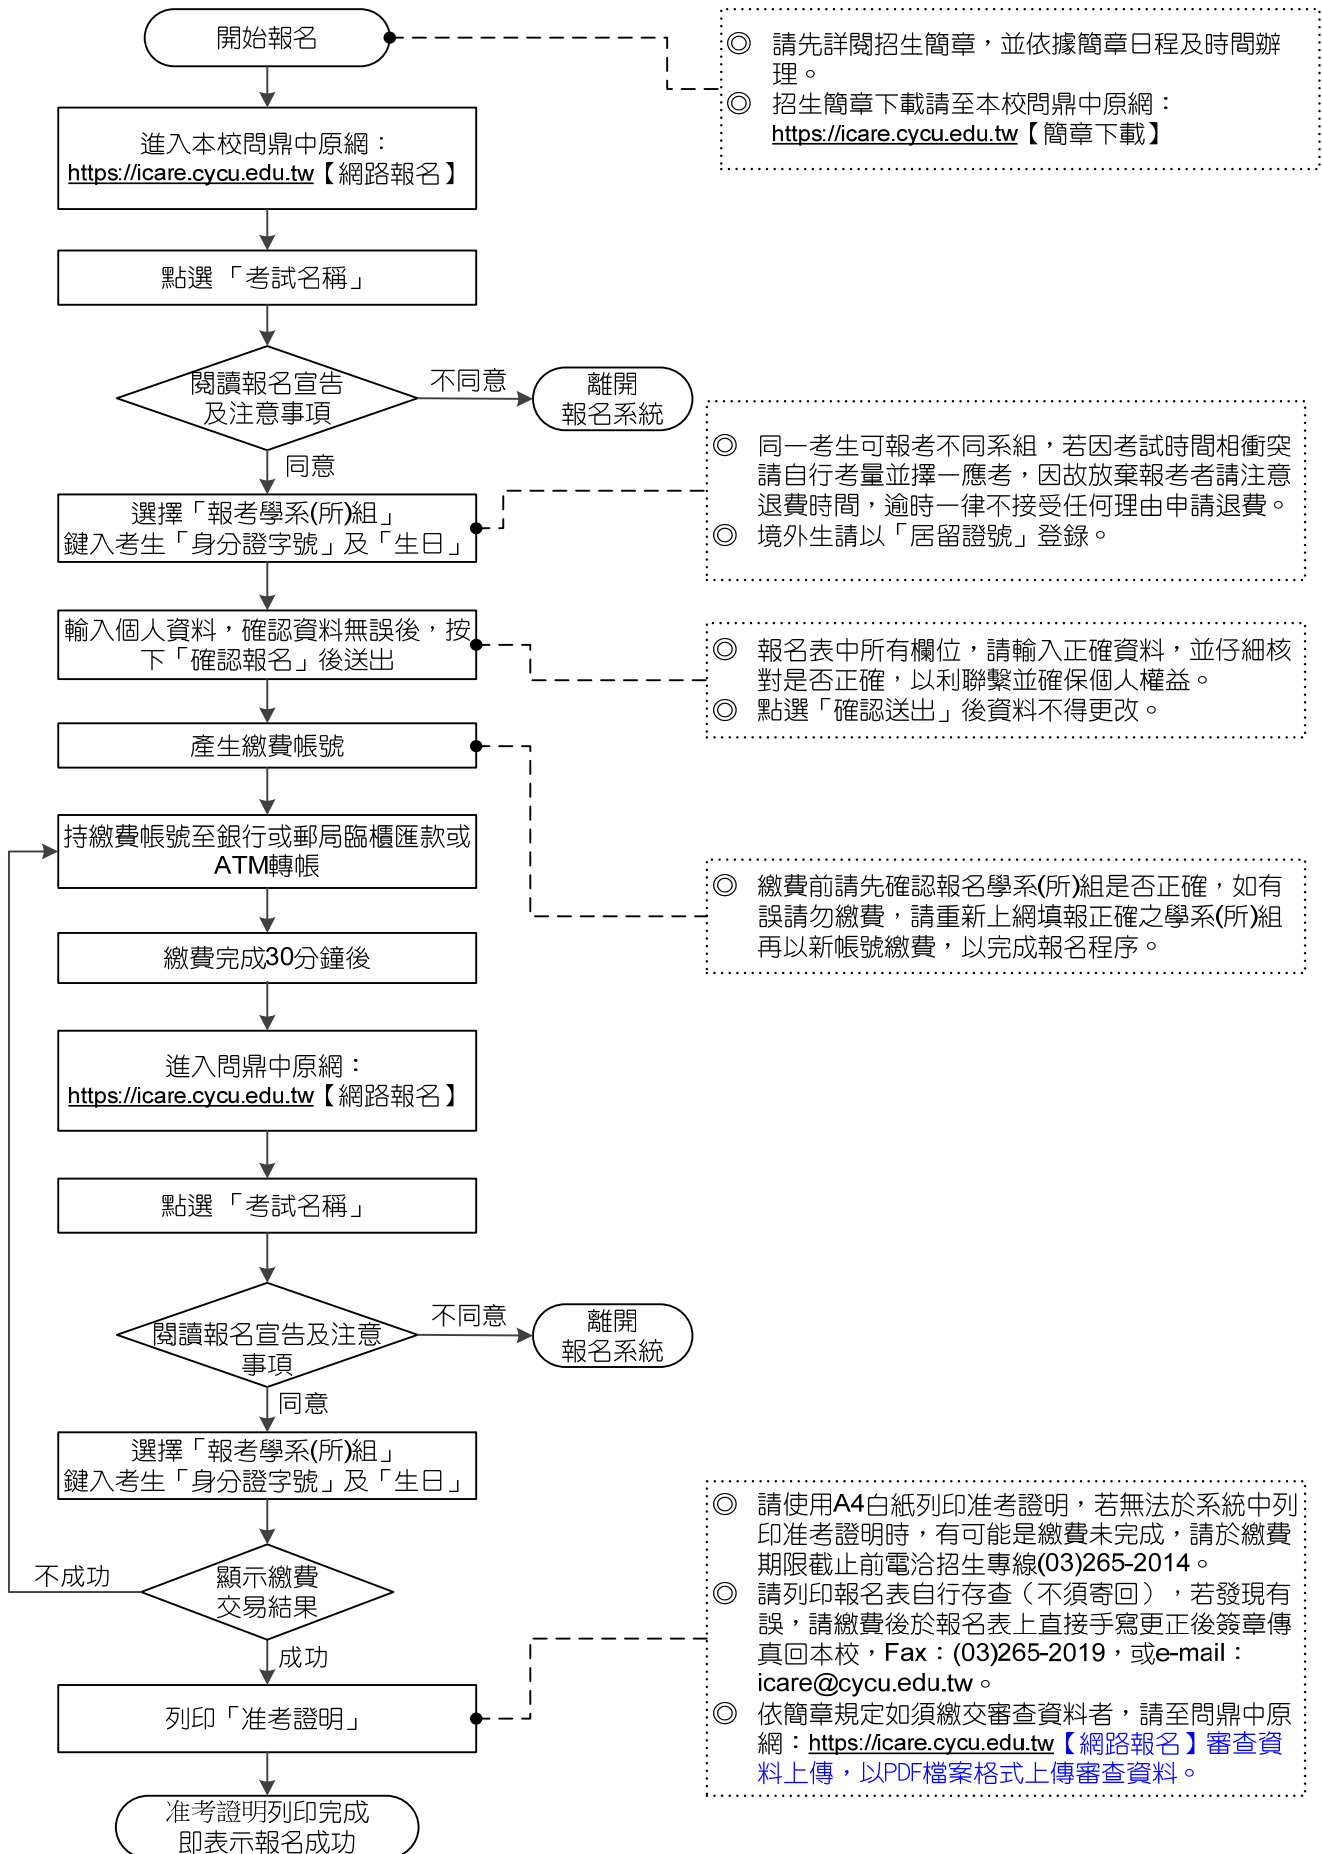 開始報名
◎ 請先詳閱招生簡章，並依據簡章日程及時間辦
理。
◎ 招生簡章下載請至本校問鼎中原網：
https://icare.cycu.edu.tw【簡章下載】
進入本校問鼎中原網：
https://icare.cycu.edu.tw【網路報名】
點選「考試名稱」
閱讀報名宣告
及注意事項
不同意
離開
報名系統
同意
◎ 同一考生可報考不同系組，若因考試時間相衝突
請自行考量並擇一應考，因故放棄報考者請注意
退費時間，逾時一律不接受任何理由申請退費。
◎ 境外生請以「居留證號」登錄。
選擇「報考學系(所)組」
鍵入考生「身分證字號」及「生日」
輸入個人資料，確認資料無誤後，按
下「確認報名」後送出
◎ 報名表中所有欄位，請輸入正確資料，並仔細核
對是否正確，以利聯繫並確保個人權益。
◎ 點選「確認送出」後資料不得更改。
產生繳費帳號
持繳費帳號至銀行或郵局臨櫃匯款或
ATM轉帳
◎ 繳費前請先確認報名學系(所)組是否正確，如有
誤請勿繳費，請重新上網填報正確之學系(所)組
再以新帳號繳費，以完成報名程序。
繳費完成30分鐘後
進入問鼎中原網：
https://icare.cycu.edu.tw【網路報名】
點選「考試名稱」
閱讀報名宣告及注意
事項
不同意
離開
報名系統
同意
選擇「報考學系(所)組」
鍵入考生「身分證字號」及「生日」
顯示繳費
交易結果
不成功
成功
◎ 請使用A4白紙列印准考證明，若無法於系統中列
印准考證明時，有可能是繳費未完成，請於繳費
期限截止前電洽招生專線(03)265-2014。
◎ 請列印報名表自行存查（不須寄回），若發現有
誤，請繳費後於報名表上直接手寫更正後簽章傳
真回本校，Fax：(03)265-2019，或e-mail：
icare@cycu.edu.tw。
◎ 依簡章規定如須繳交審查資料者，請至問鼎中原
網：https://icare.cycu.edu.tw【網路報名】審查資
料上傳，以PDF檔案格式上傳審查資料。
列印「准考證明」
准考證明列印完成
即表示報名成功